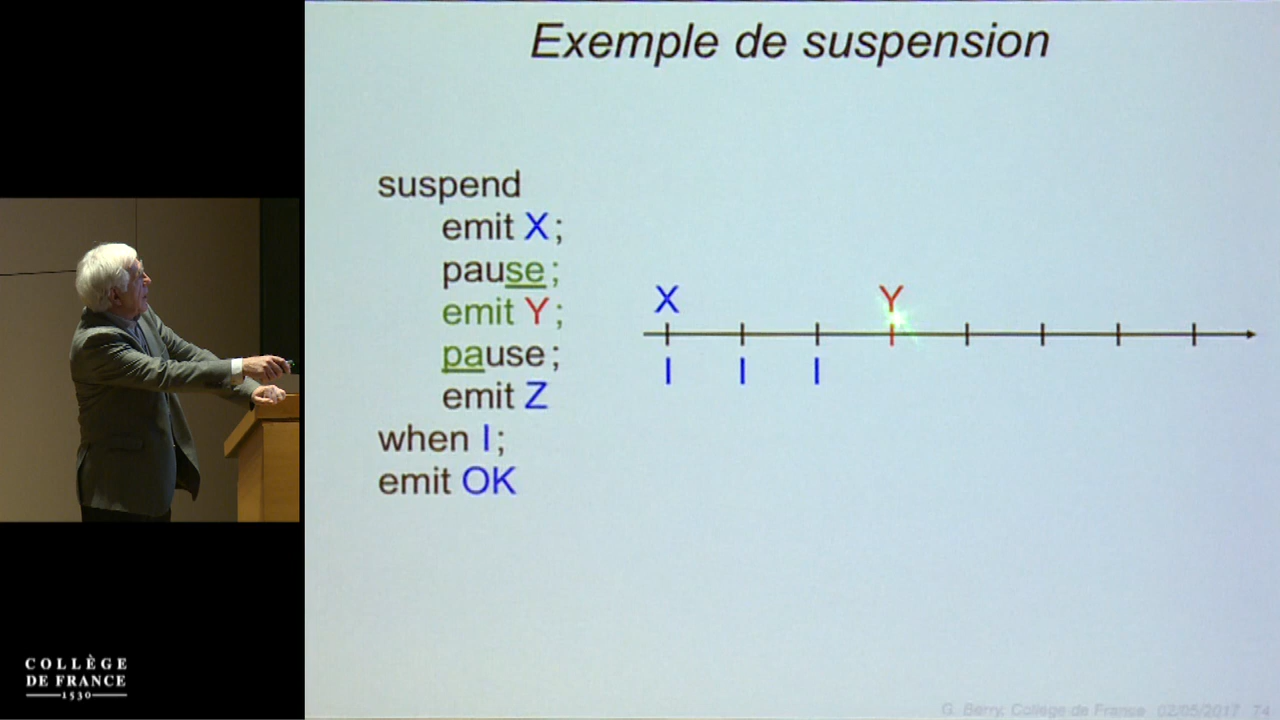 Exemple de suspension
suspend
emit X ;
pause ;
emit Y ;
pause ;
emit Z
when I ;
emit OK
X
Y
I I I
COLLÈGE
DE FRANCE
1530
G. Berry, Collège de France 02/05/2017 74